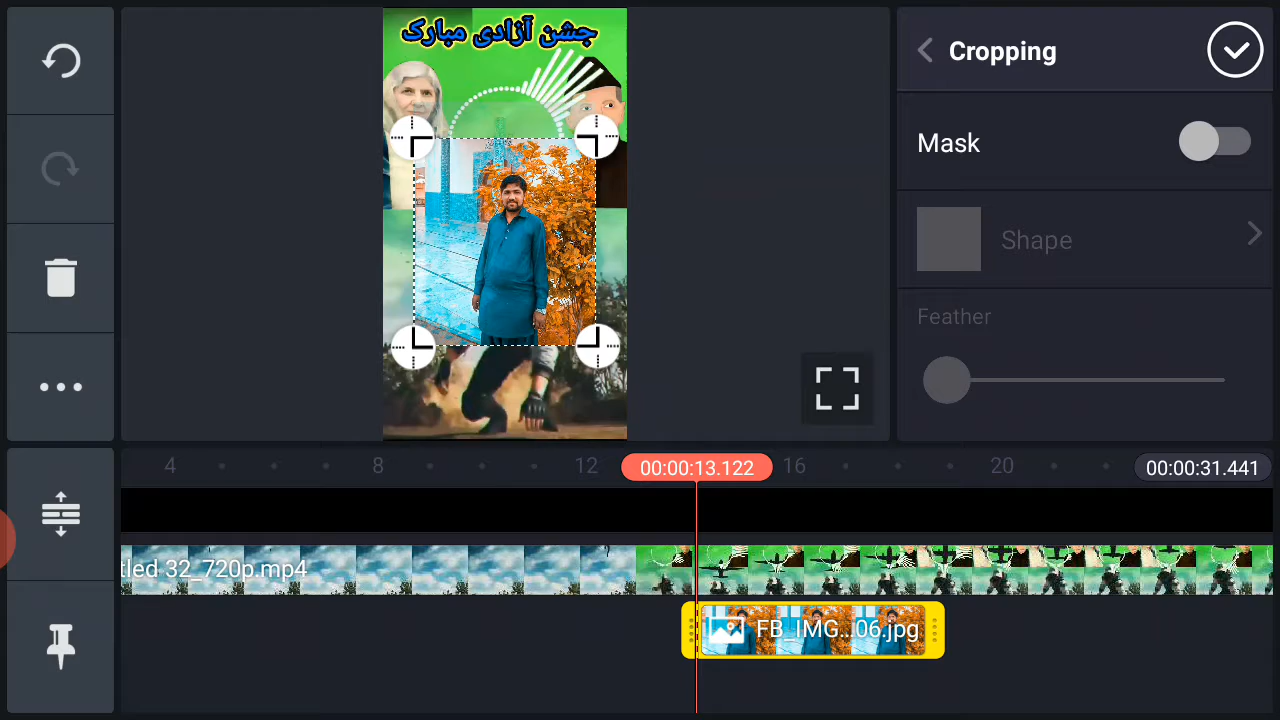 جشن آزادی مبارک
Cropping
Mask
Shape
Feather
4 8 12 00:00:13.122 16 20 00:00:31.441
tled 32_720p.mp4
FB_IMG...06.jpg